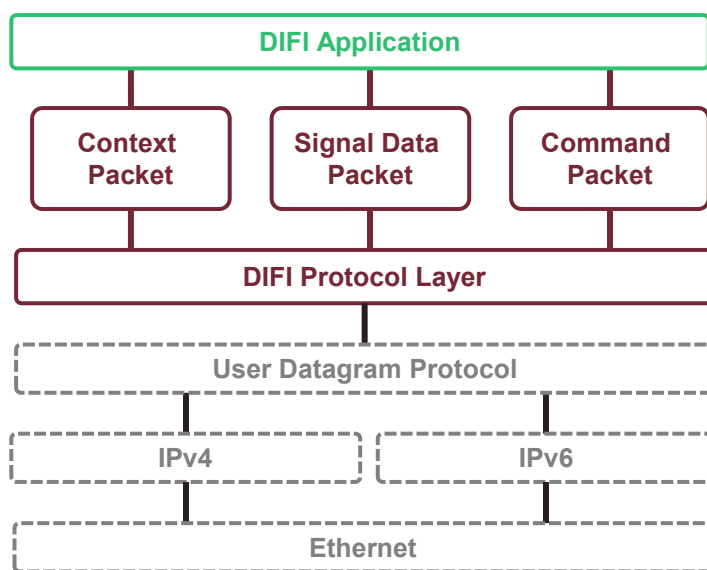 DIFI Application
Context
Packet
Signal Data
Packet
Command
Packet
DIFI Protocol Layer
User Datagram Protocol
IPv4
IPv6
Ethernet